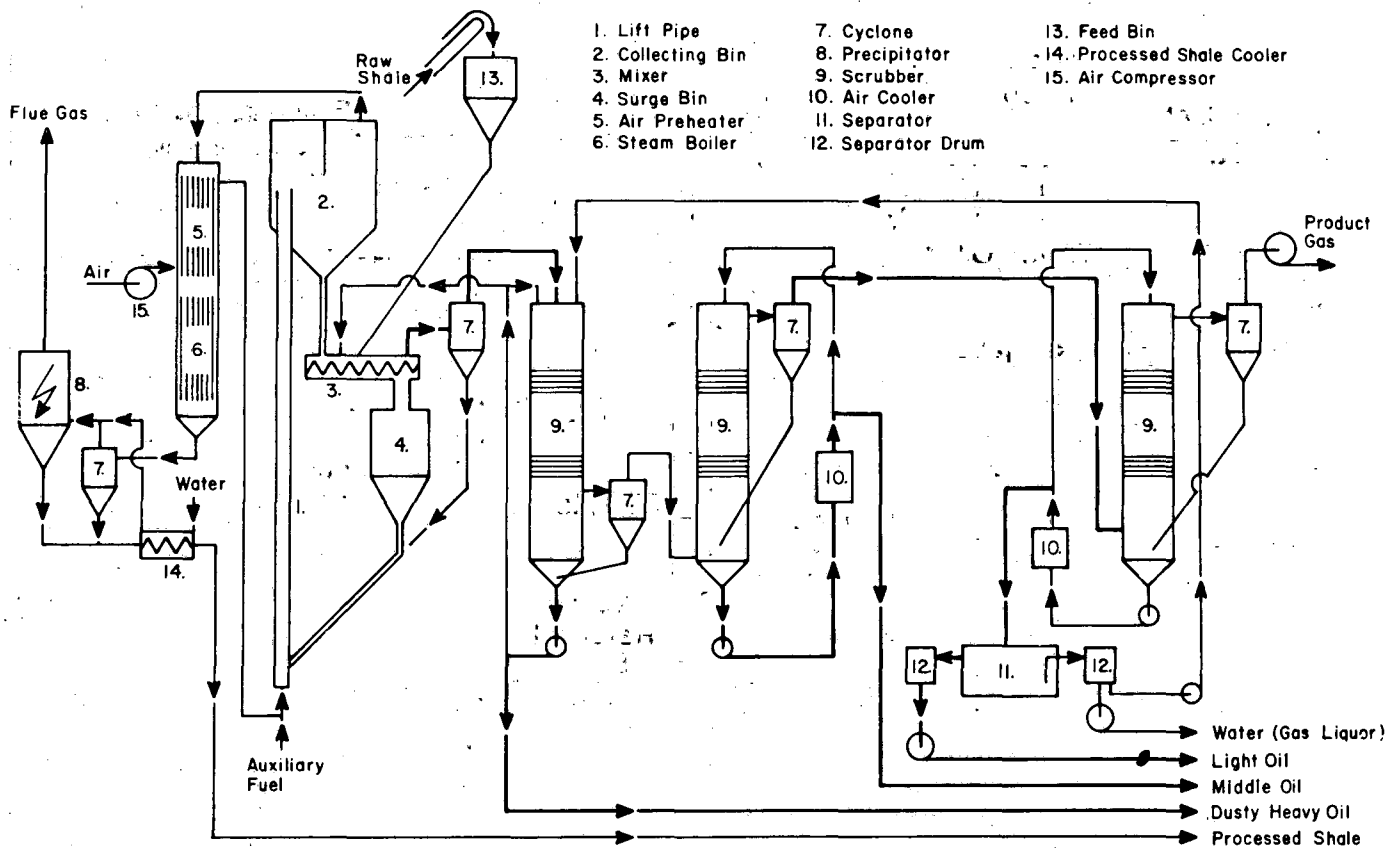 1. Lift Pipe
2. Collecting Bin
3. Mixer
4. Surge Bin
5. Air Preheater
6. Steam Boiler
7. Cyclone
8. Precipitator
9. Scrubber
10. Air Cooler
11. Separator
12. Separator Drum
13. Feed Bin
14. Processed Shale Cooler
15. Air Compressor
Raw
Shale
13.
Flue Gas
2.
5.
Product
Gas
Air
15.
7.
7.
7.
6.
3.
8.
4.
9.
9.
9.
10.
7.
7.
Water
1.
10.
14.
12.
11.
12.
Water (Gas Liquor)
Light Oil
Auxiliary
Fuel
Middle Oil
Dusty Heavy Oil
Processed Shale